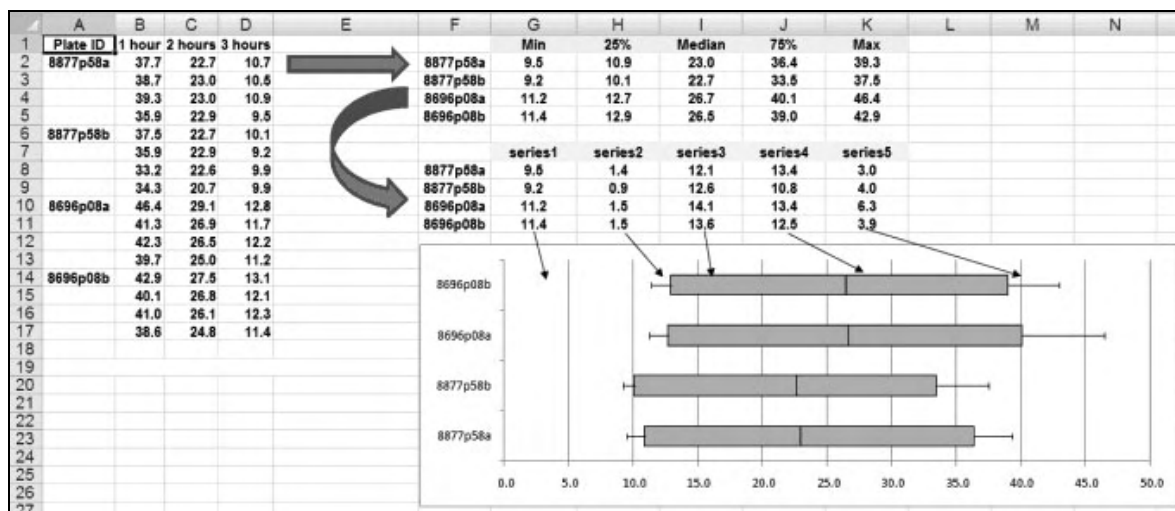 A B C D E F G H I J K L M N
1 Plate ID 1 hour 2 hours 3 hours Min 25% Median 75% Max
2 8877p58a 37.7 22.7 10.7 8877p58a 9.5 10.9 23.0 36.4 39.3
3 38.7 23.0 10.5 8877p58b 9.2 10.1 22.7 33.5 37.5
4 39.3 23.0 10.9 8696p08a 11.2 12.7 26.7 40.1 46.4
5 35.9 22.9 9.5 8696p08b 11.4 12.9 26.5 39.0 42.9
6 8877p58b 37.5 22.7 10.1
7 35.9 22.9 9.2 series1 series2 series3 series4 series5
8 33.2 22.6 9.9 8877p58a 9.5 1.4 12.1 13.4 3.0
9 34.3 20.7 9.9 8877p58b 9.2 0.9 12.6 10.8 4.0
10 8696p08a 46.4 29.1 12.8 8696p08a 11.2 1.5 14.1 13.4 6.3
11 41.3 26.9 11.7 8696p08b 11.4 1.5 13.6 12.5 3.9
12 42.3 26.5 12.2
13 39.7 25.0 11.2
14 8696p08b 42.9 27.5 13.1 8696p08b
15 40.1 26.8 12.1
16 41.0 26.1 12.3
17 38.6 24.8 11.4 8696p08a
18
19
20 8877p58b
21
22
23 8877p58a
24
25
26 0.0 5.0 10.0 15.0 20.0 25.0 30.0 35.0 40.0 45.0 50.0
27